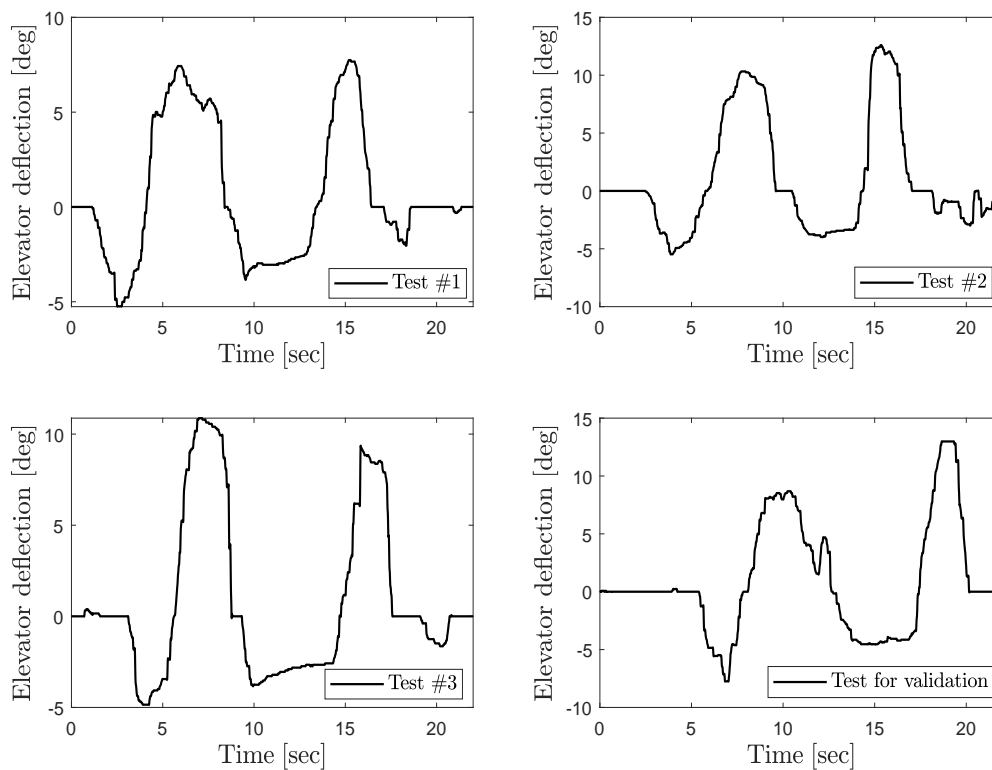 10
5
0
-5
Elevator deflection [deg]
Test #1
0 5 10 15 20
Time [sec]
15
10
5
0
-5
-10
Elevator deflection [deg]
Test #2
0 5 10 15 20
Time [sec]
10
5
0
-5
Elevator deflection [deg]
Test #3
0 5 10 15 20
Time [sec]
15
10
5
0
-5
-10
Elevator deflection [deg]
Test for validation
0 5 10 15 20
Time [sec]